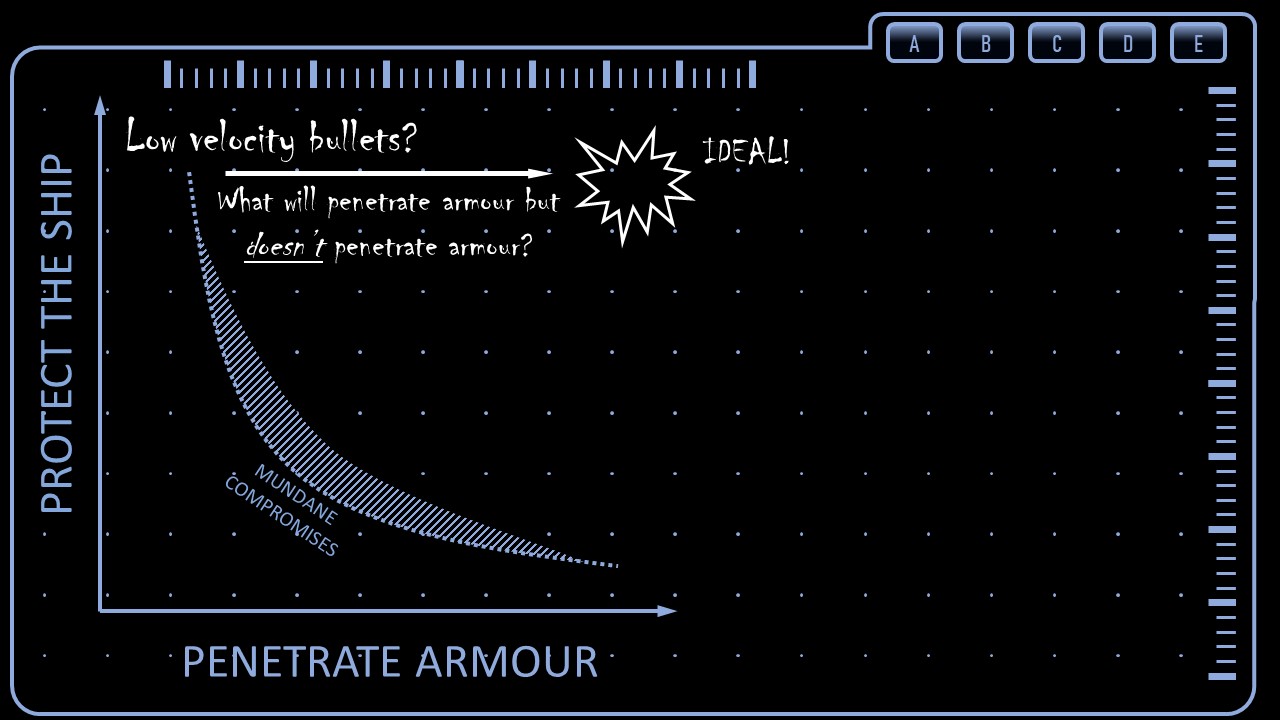 A B C D E
Low velocity bullets?
IDEAL!
What will penetrate armour but
doesn't penetrate armour?
PROTECT THE SHIP
MUNDANE
COMPROMISES
PENETRATE ARMOUR